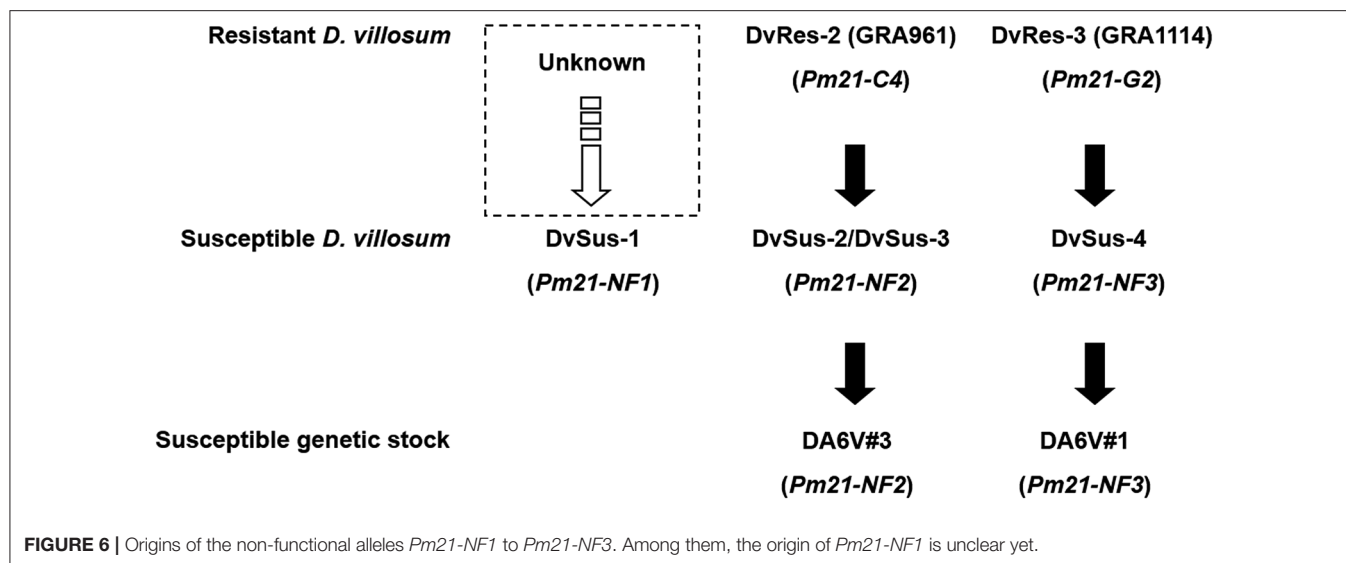 Resistant D. villosum
Unknown
DvRes-2 (GRA961)
(Pm21-C4)
DvRes-3 (GRA1114)
(Pm21-G2)
Susceptible D. villosum
DvSus-1
(Pm21-NF1)
DvSus-2/DvSus-3
(Pm21-NF2)
DvSus-4
(Pm21-NF3)
Susceptible genetic stock
DA6V#3
(Pm21-NF2)
DA6V#1
(Pm21-NF3)
FIGURE 6 | Origins of the non-functional alleles Pm21-NF1 to Pm21-NF3. Among them, the origin of Pm21-NF1 is unclear yet.